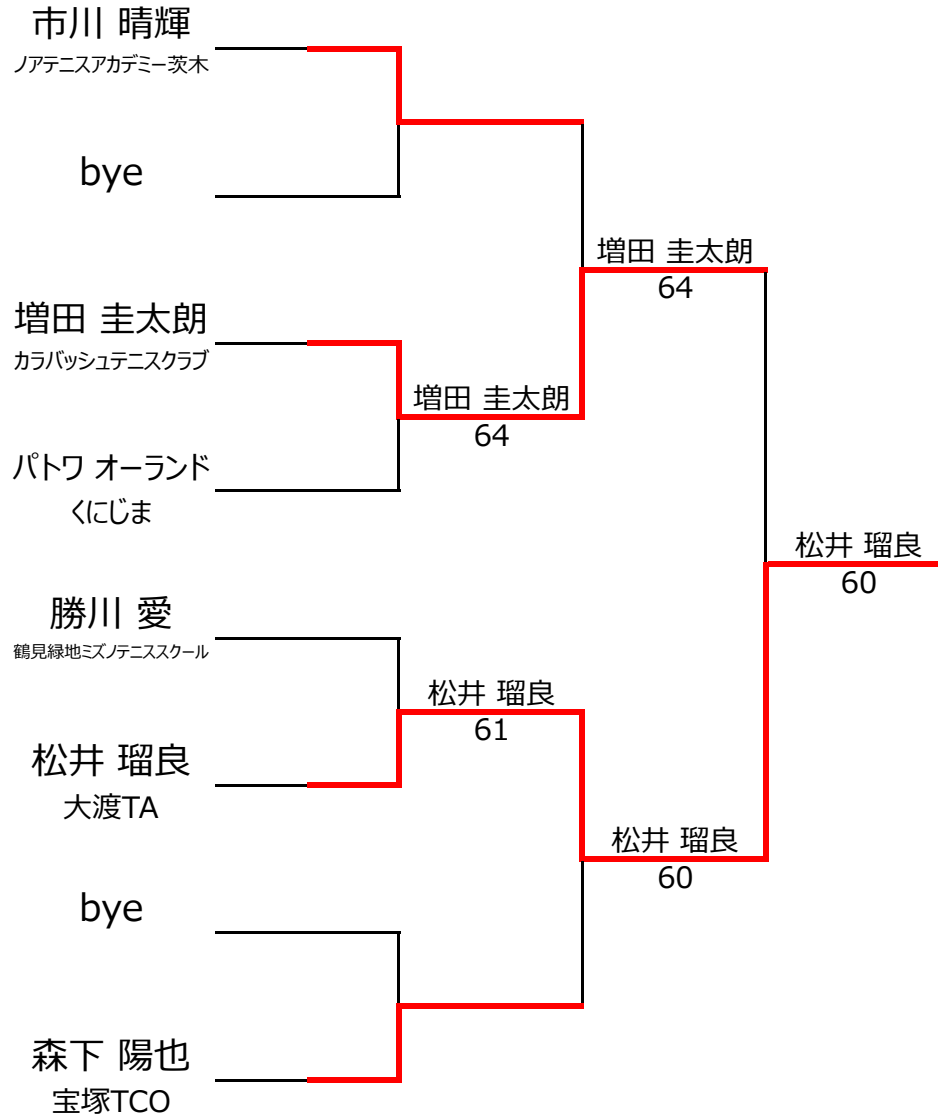 市川 晴輝
ノアテニスアカデミー茨木
bye
増田 圭太朗
64
増田 圭太朗
カラバッシュテニスクラブ
増田 圭太朗
64
パトワ オーランド
くにじま
松井 瑠良
60
勝川 愛
鶴見緑地ミズノテニススクール
松井 瑠良
61
松井 瑠良
大渡TA
松井 瑠良
60
bye
森下 陽也
宝塚TCO